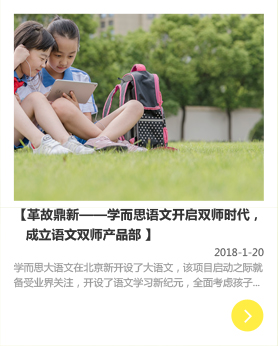 【革故鼎新——学而思语文开启双师时代，
成立语文双师产品部 】
2018-1-20
学而思大语文在北京新开设了大语文，该项目启动之际就
备受业界关注，开设了语文学习新纪元，全面考虑孩子...